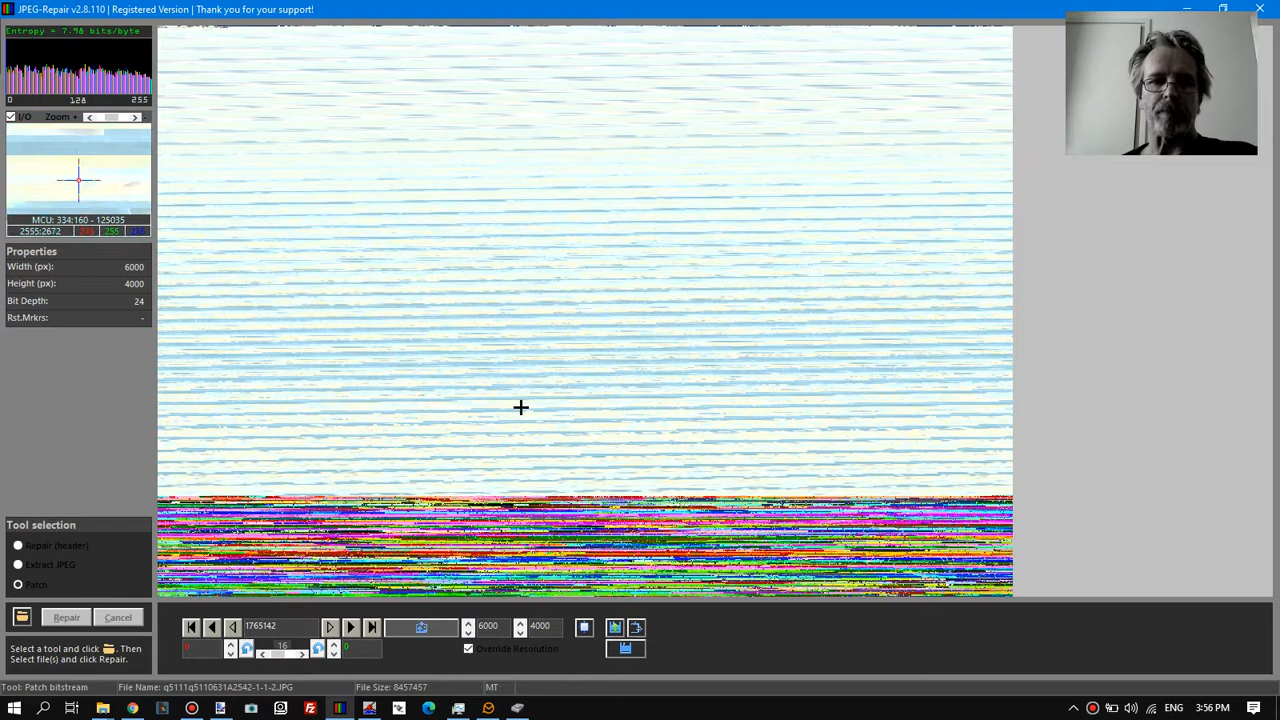 JPEG-Repair v2.8.110 | Registered Version | Thank you for your support!
Entropy = 7.98 bits/byte
0 128 255
I/O Zoom + -
MCU: 334:160 - 125035
2555:2672 255
Properties
Width (px): 6000
Height (px): 4000
Bit Depth: 24
Rst.Mrkrs: -
Tool selection
Repair (header)
Extract JPEG
Patch
Repair Cancel
1765142 6000 4000
0 16 0 Override Resolution
Select a tool and click . Then
Select file(s) and click Repair.
Tool: Patch bitstream File Name: q5111q5110631A2542-1-1-2.JPG File Size: 8457457 MT
ENG 3:56 PM